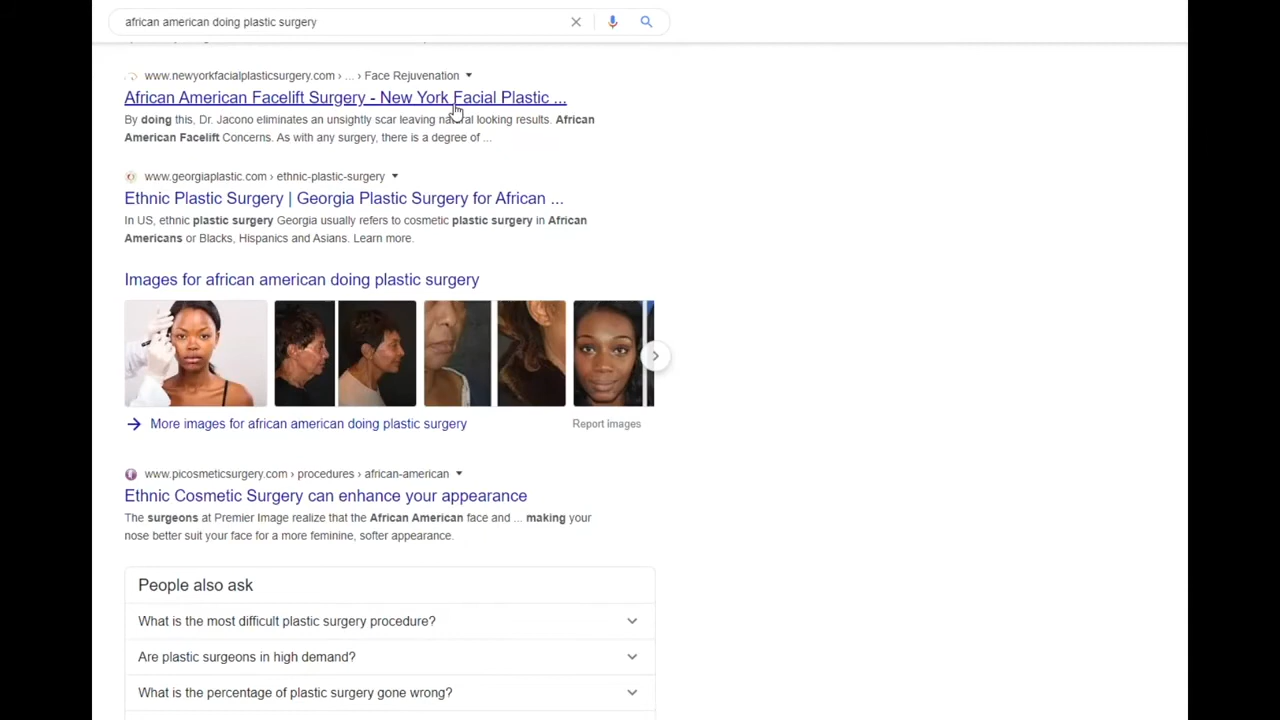 african american doing plastic surgery
www.newyorkfacialplasticsurgery.com › ... › Face Rejuvenation
African American Facelift Surgery - New York Facial Plastic ...
By doing this, Dr. Jacono eliminates an unsightly scar leaving natural looking results. African
American Facelift Concerns. As with any surgery, there is a degree of ...
www.georgiaplastic.com › ethnic-plastic-surgery
Ethnic Plastic Surgery | Georgia Plastic Surgery for African ...
In US, ethnic plastic surgery Georgia usually refers to cosmetic plastic surgery in African
Americans or Blacks, Hispanics and Asians. Learn more.
Images for african american doing plastic surgery
More images for african american doing plastic surgery
Report images
www.picosmeticsurgery.com › procedures › african-american
Ethnic Cosmetic Surgery can enhance your appearance
The surgeons at Premier Image realize that the African American face and ... making your
nose better suit your face for a more feminine, softer appearance.
People also ask
What is the most difficult plastic surgery procedure?
Are plastic surgeons in high demand?
What is the percentage of plastic surgery gone wrong?